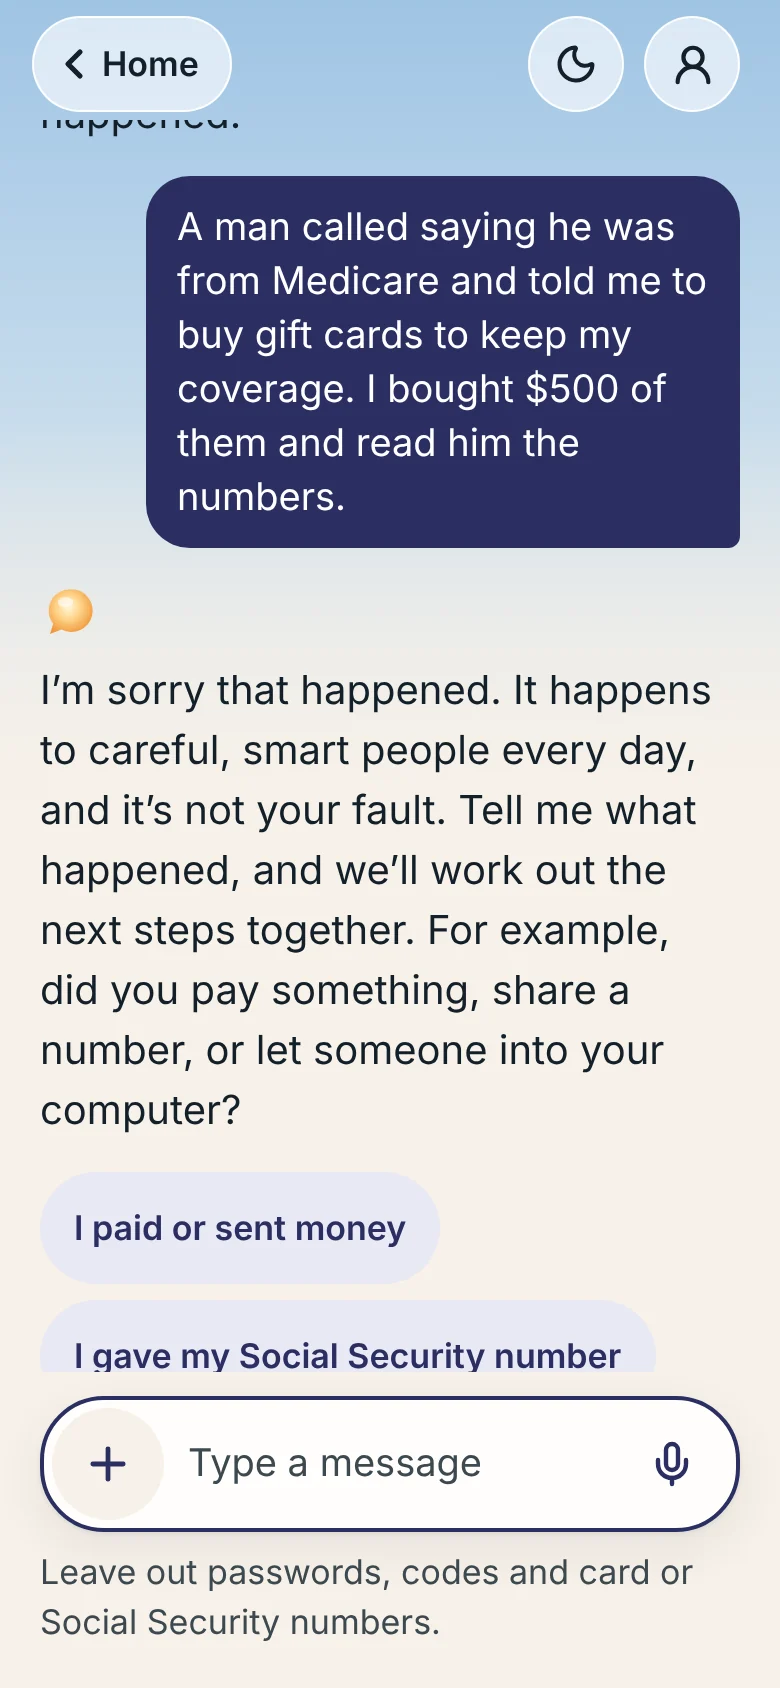 Home
happened.
A man called saying he was
from Medicare and told me to
buy gift cards to keep my
coverage. I bought $500 of
them and read him the
numbers.
I’m sorry that happened. It happens
to careful, smart people every day,
and it’s not your fault. Tell me what
happened, and we’ll work out the
next steps together. For example,
did you pay something, share a
number, or let someone into your
computer?
I paid or sent money
I gave my Social Security number
Type a message
Leave out passwords, codes and card or
Social Security numbers.